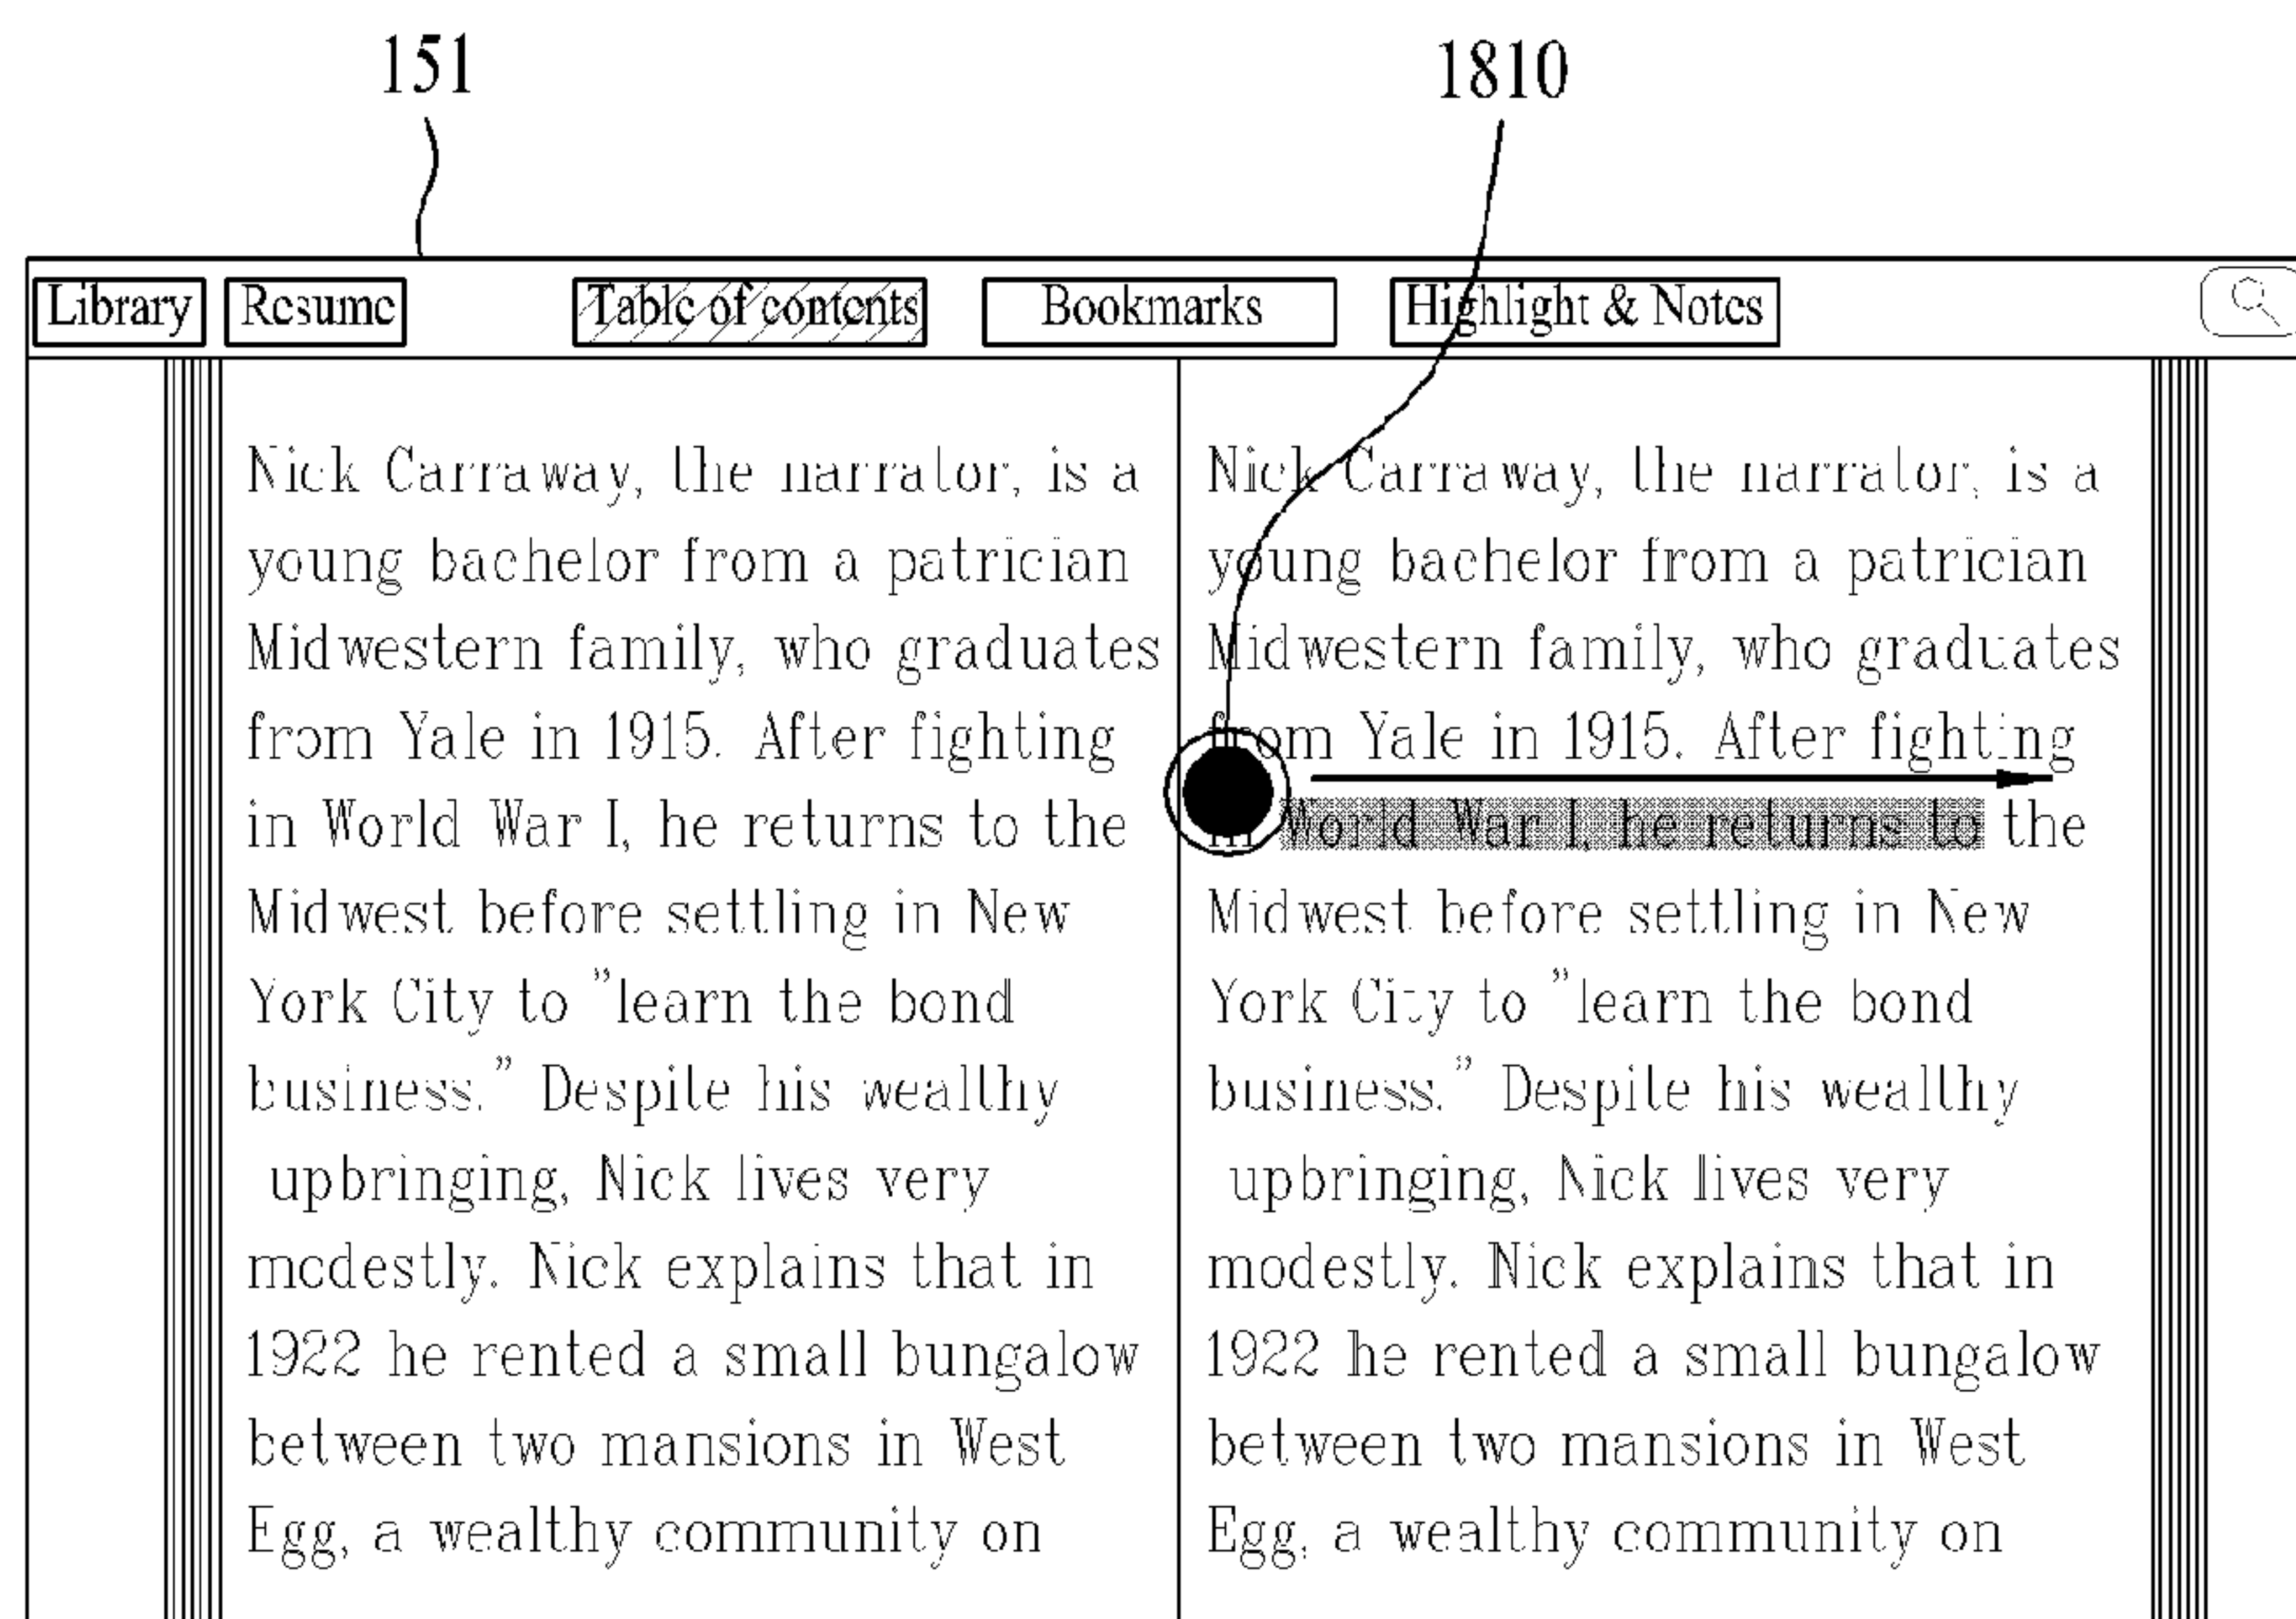 151
1810
Library Resume Table of contents Bookmarks Highlight & Notes
Nick Carraway, the narrator, is a
young bachelor from a patrician
Midwestern family, who graduates
from Yale in 1915. After fighting
in World War I, he returns to the
Midwest before settling in New
York City to "learn the bond
business." Despite his wealthy
upbringing, Nick lives very
modestly. Nick explains that in
1922 he rented a small bungalow
between two mansions in West
Egg, a wealthy community on
Nick Carraway, the narrator, is a
young bachelor from a patrician
Midwestern family, who graduates
from Yale in 1915. After fighting
in World War I, he returns to the
Midwest before settling in New
York City to "learn the bond
business." Despite his wealthy
upbringing, Nick lives very
modestly. Nick explains that in
1922 he rented a small bungalow
between two mansions in West
Egg, a wealthy community on